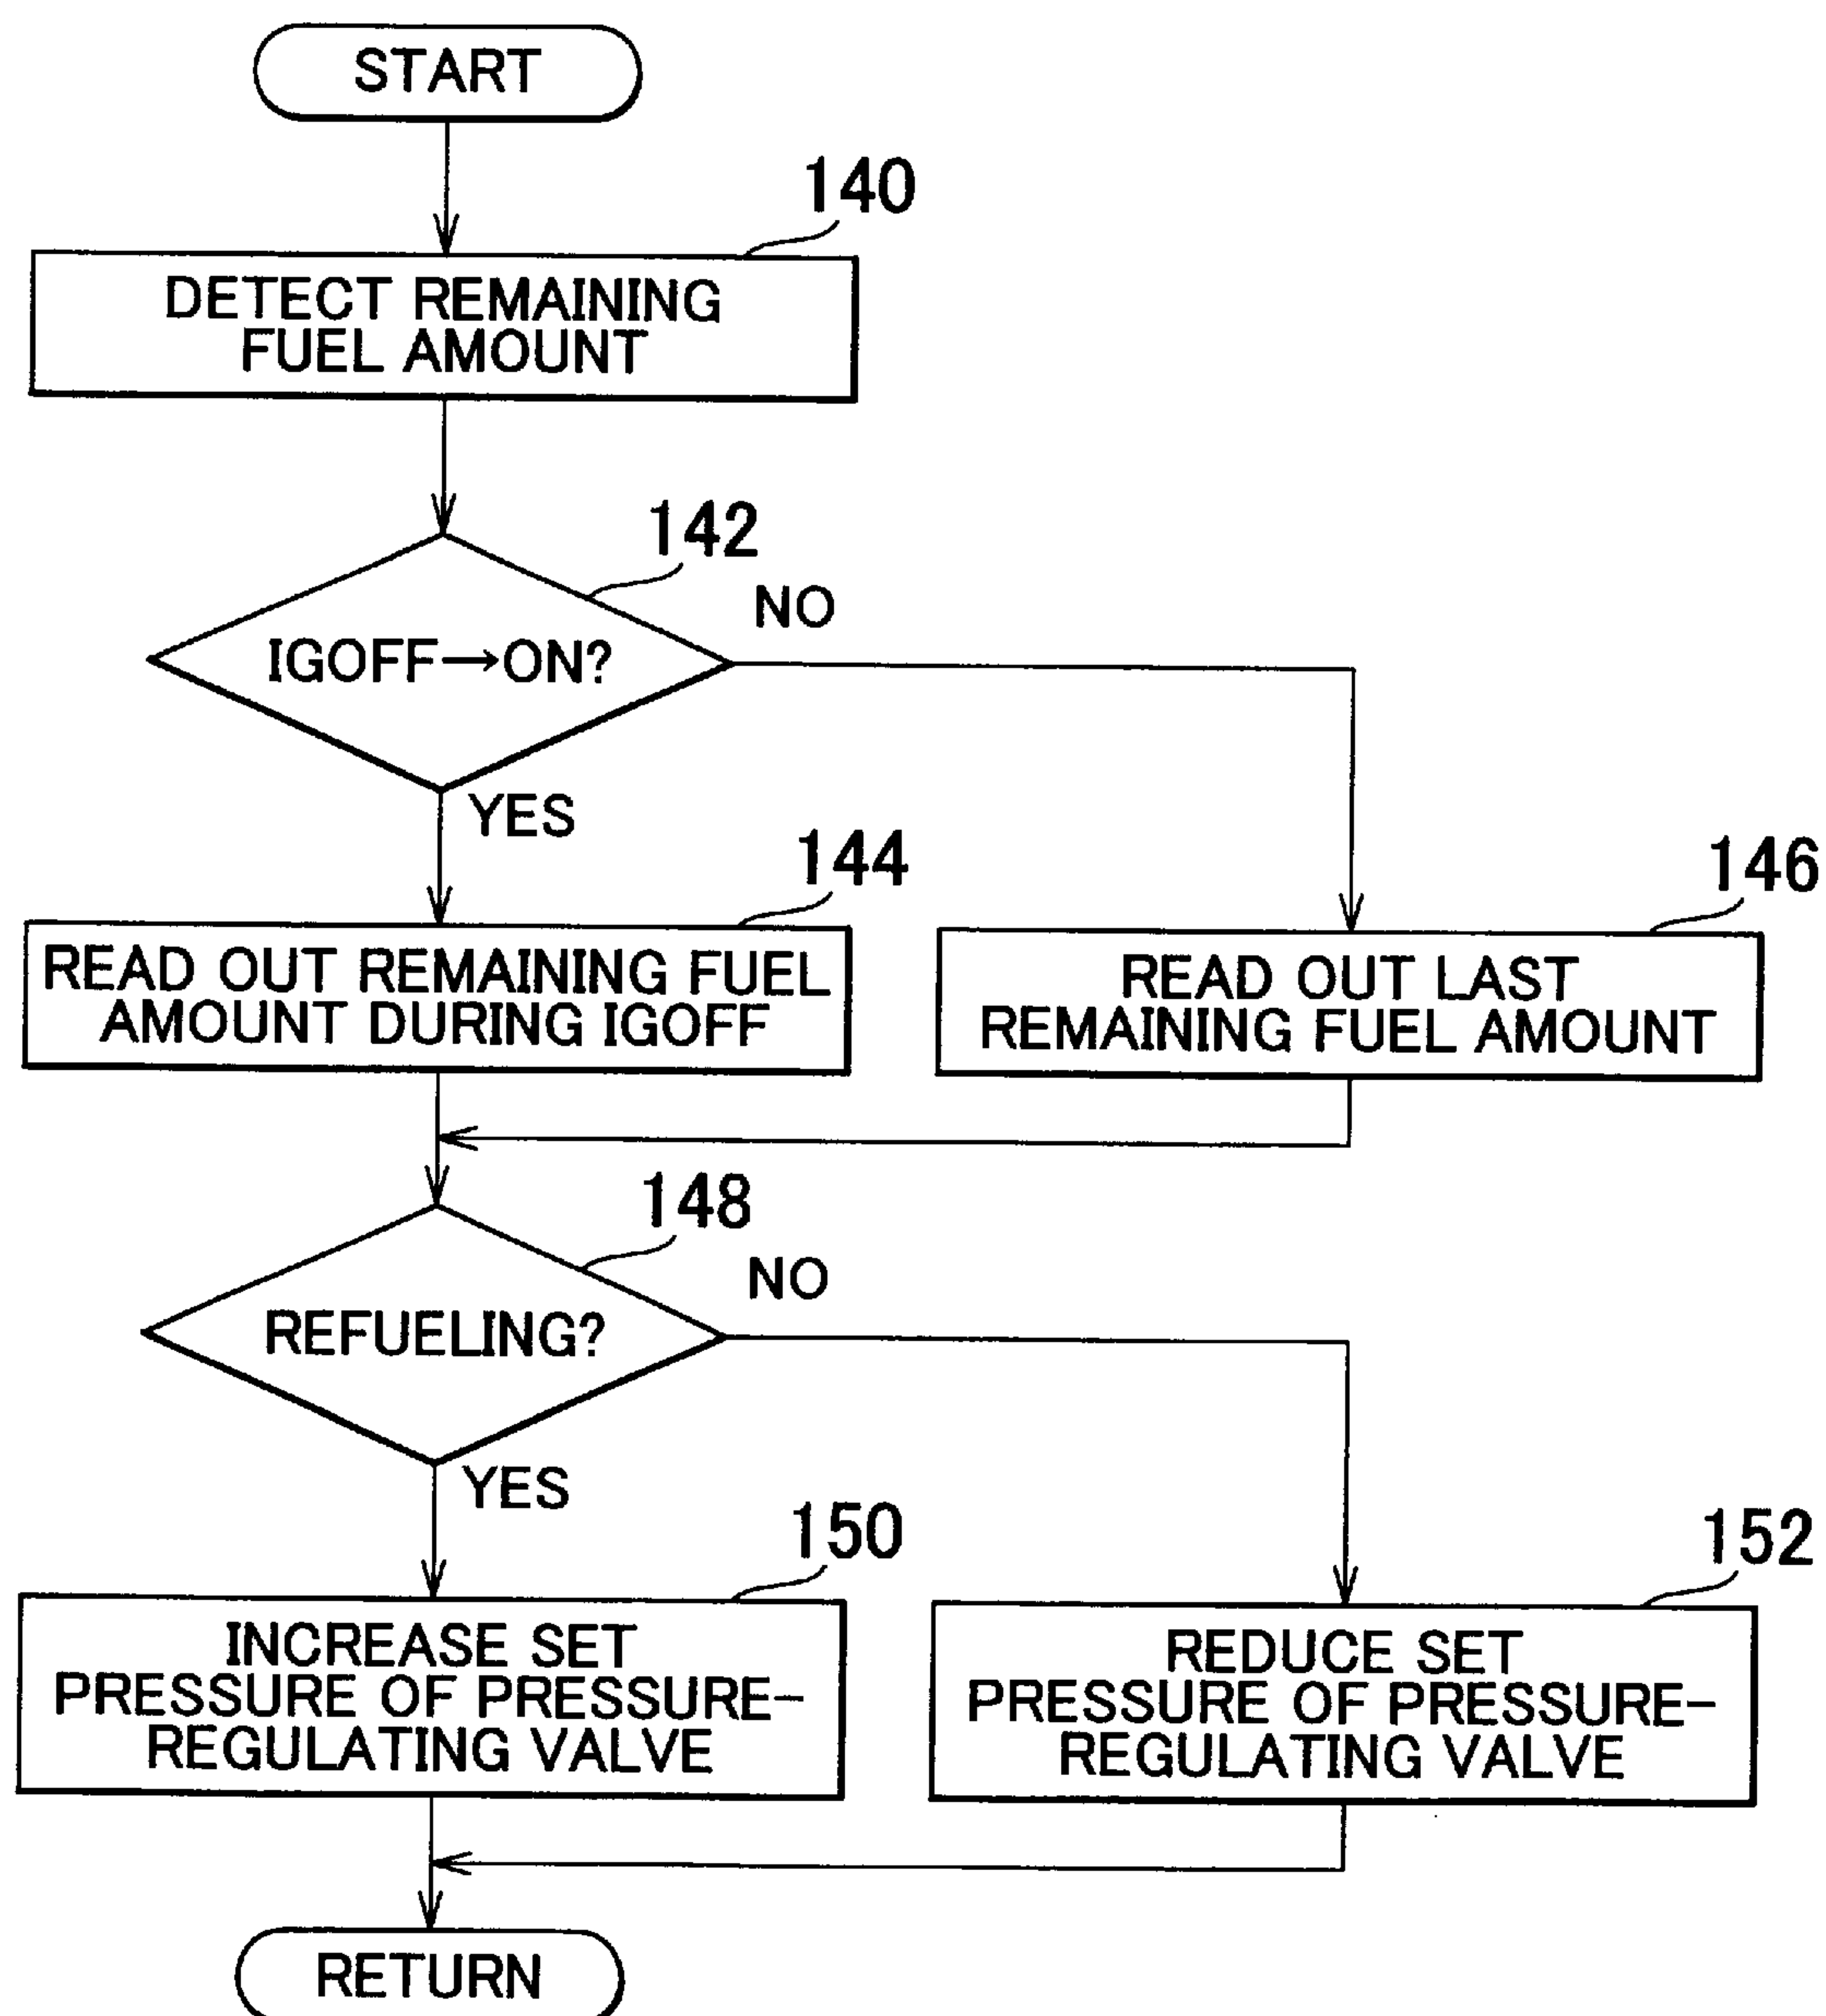 START
140
DETECT REMAINING
FUEL AMOUNT
142
NO
IGOFF→ON?
YES
144
146
READ OUT REMAINING FUEL
AMOUNT DURING IGOFF
READ OUT LAST
REMAINING FUEL AMOUNT
148
NO
REFUELING?
YES
150
152
INCREASE SET
PRESSURE OF PRESSURE-
REGULATING VALVE
REDUCE SET
PRESSURE OF PRESSURE-
REGULATING VALVE
RETURN